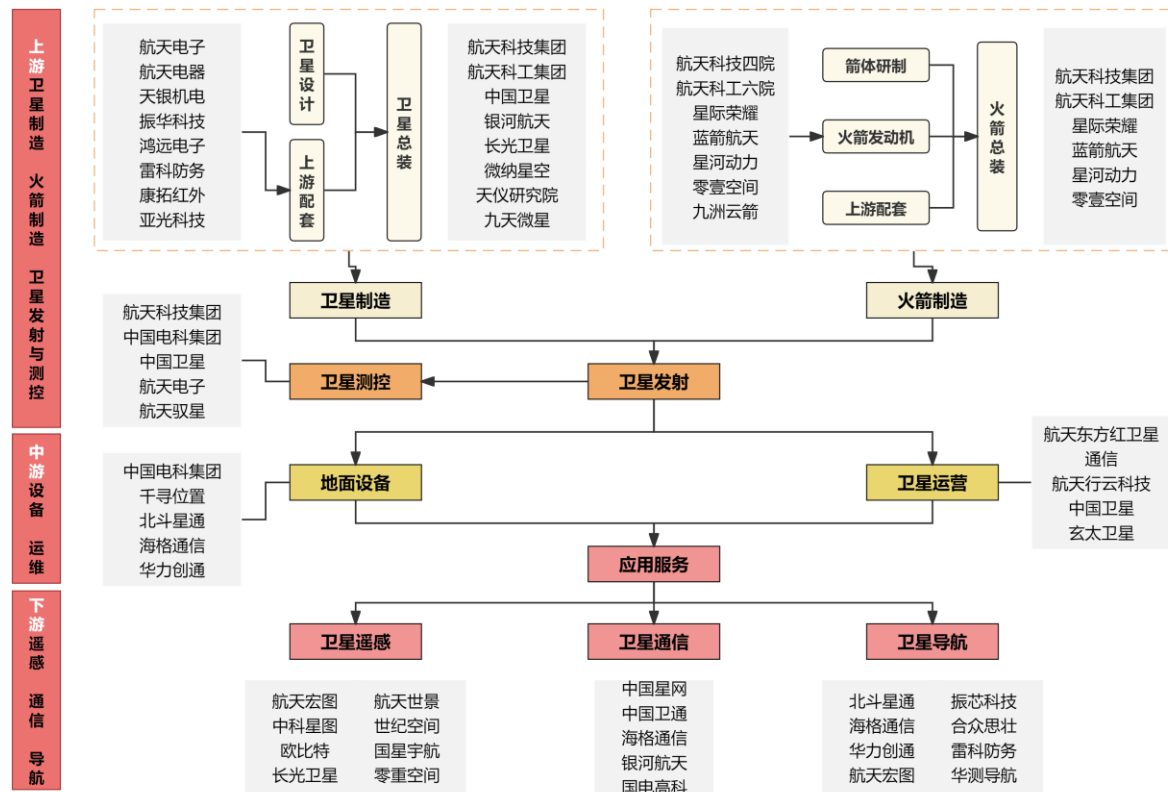 上游卫星制造 火箭制造 卫星发射与测控
航天电子
航天电器
天银机电
振华科技
鸿远电子
雷科防务
康拓红外
亚光科技
卫星设计
上游配套
卫星总装
航天科技集团
航天科工集团
中国卫星
银河航天
长光卫星
微纳星空
天仪研究院
九天微星
航天科技四院
航天科工六院
星际荣耀
蓝箭航天
星河动力
零壹空间
九洲云箭
箭体研制
火箭发动机
上游配套
火箭总装
航天科技集团
航天科工集团
星际荣耀
蓝箭航天
星河动力
零壹空间
卫星制造
火箭制造
航天科技集团
中国电科集团
中国卫星
航天电子
航天驭星
卫星测控
卫星发射
中游设备 运维
中国电科集团
千寻位置
北斗星通
海格通信
华力创通
地面设备
卫星运营
航天东方红卫星
通信
航天行云科技
中国卫星
玄太卫星
应用服务
下游遥感 通信 导航
卫星遥感
卫星通信
卫星导航
航天宏图 航天世景
中科星图 世纪空间
欧比特 国星宇航
长光卫星 零重空间
中国星网
中国卫通
海格通信
银河航天
国电高科
北斗星通 振芯科技
海格通信 合众思壮
华力创通 雷科防务
航天宏图 华测导航